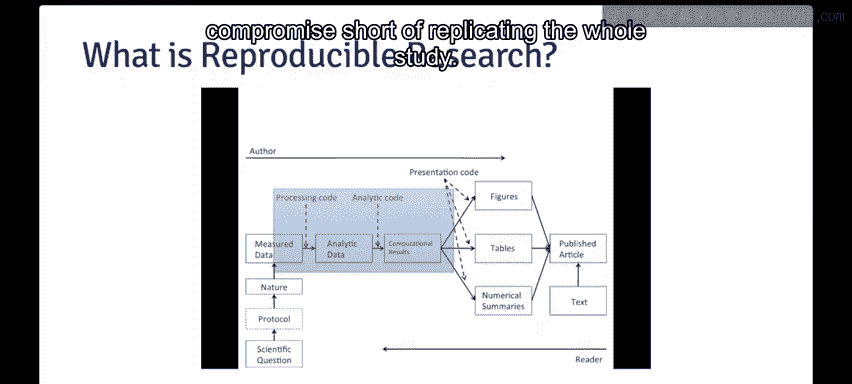 compromise short of replicating the whole
study.
What is Reproducible Research?
Author
Presentation code
Processing code
Analytic code
Figures
Measured
Data
Analytic
Data
Computational
Results
Tables
Published
Article
Nature
Numerical
Summaries
Text
Protocol
Scientific
Question
Reader